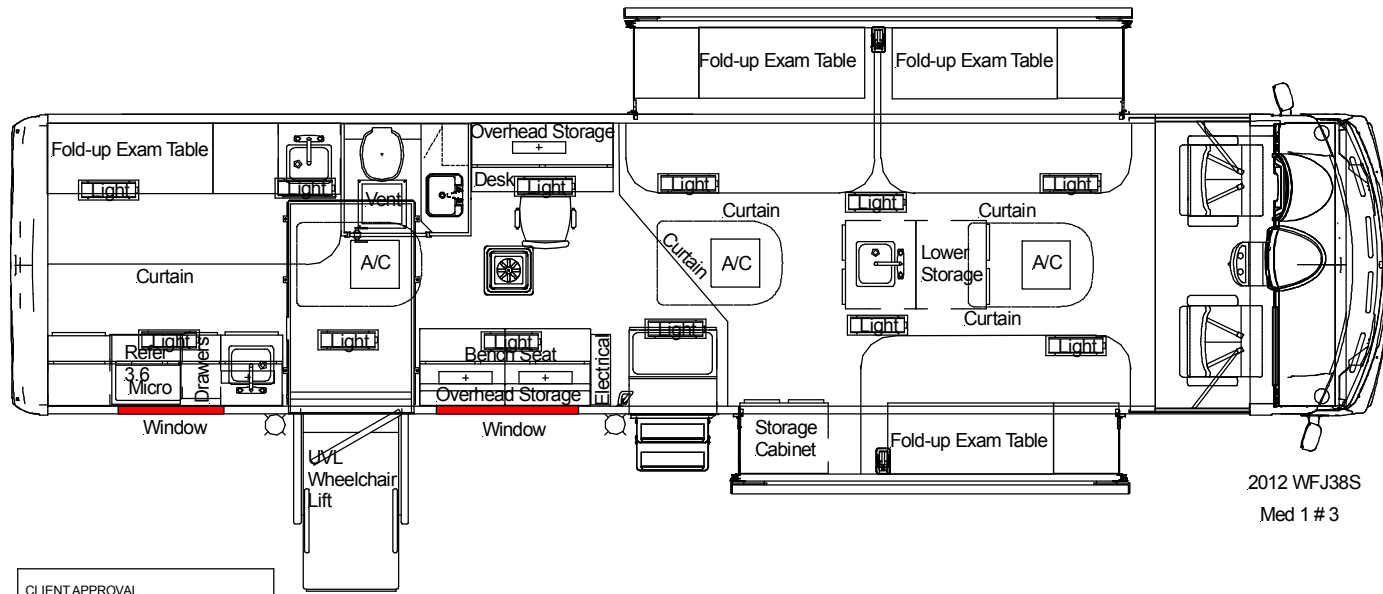 Fold-up Exam Table
Fold-up Exam Table
Fold-up Exam Table
Overhead Storage
Desk
Light
Light
Light
Light
Light
Light
Vent
Curtain
Curtain
Curtain
Curtain
A/C
A/C
A/C
Lower
Storage
Curtain
Light
Light
Light
Light
Light
Light
Refer
3.6
Micro
Drawers
Bench Seat
Overhead Storage
Electrical
Window
Window
Storage
Cabinet
Fold-up Exam Table
UVL
Wheelchair
Lift
2012 WFJ38S
Med 1 # 3
CLIENT APPROVAL